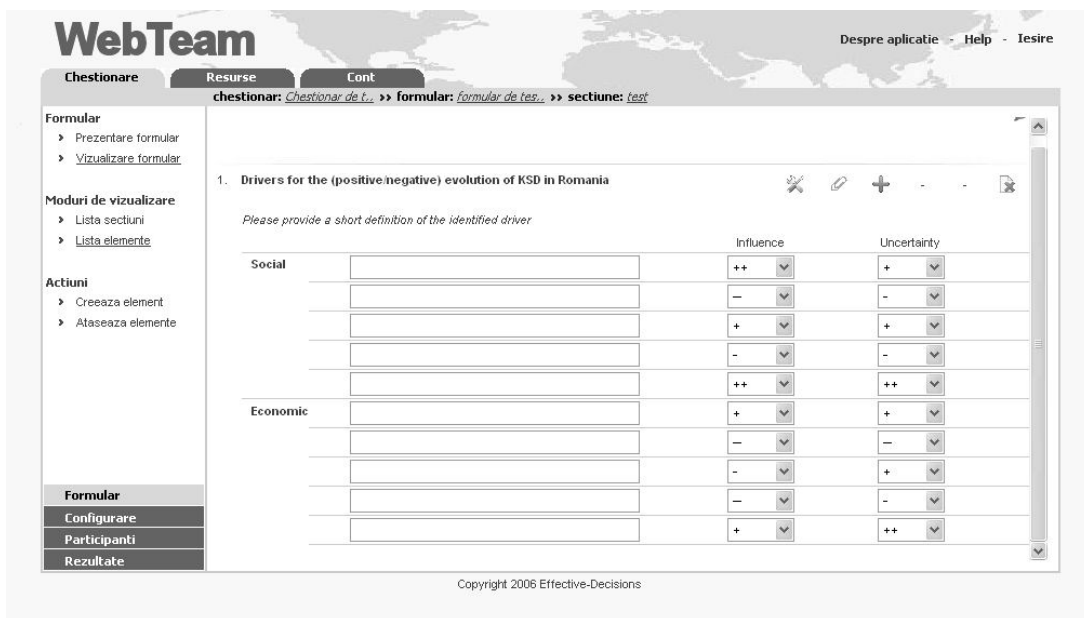 WebTeam
Despre aplicatie - Help - Iesire
Chestionare Resurse Cont
chestionar: Chestionar de t.. >> formular: formular de tes.. >> sectiune: test
Formular
> Prezentare formular
> Vizualizare formular
Moduri de vizualizare
> Lista sectiuni
> Lista elemente
Actiuni
> Creeaza element
> Ataseaza elemente
Formular
Configurare
Participanti
Rezultate
1. Drivers for the (positive/negative) evolution of KSD in Romania
- -
Please provide a short definition of the identified driver
Influence Uncertainty
Social ++ +
-- -
+ +
- -
++ ++
Economic + +
-- --
- +
-- -
+ ++
Copyright 2006 Effective-Decisions